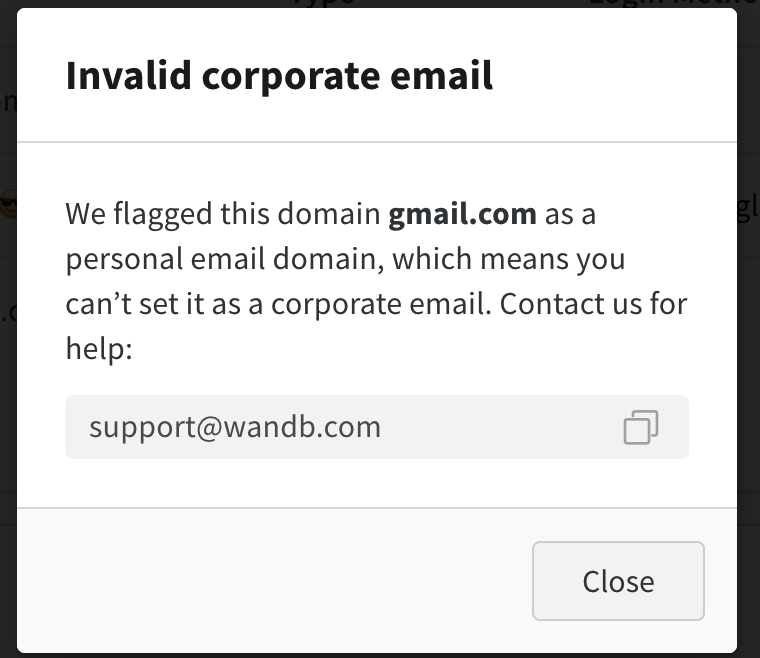 Invalid corporate email
We flagged this domain gmail.com as a
personal email domain, which means you
can’t set it as a corporate email. Contact us for
help:
support@wandb.com
Close